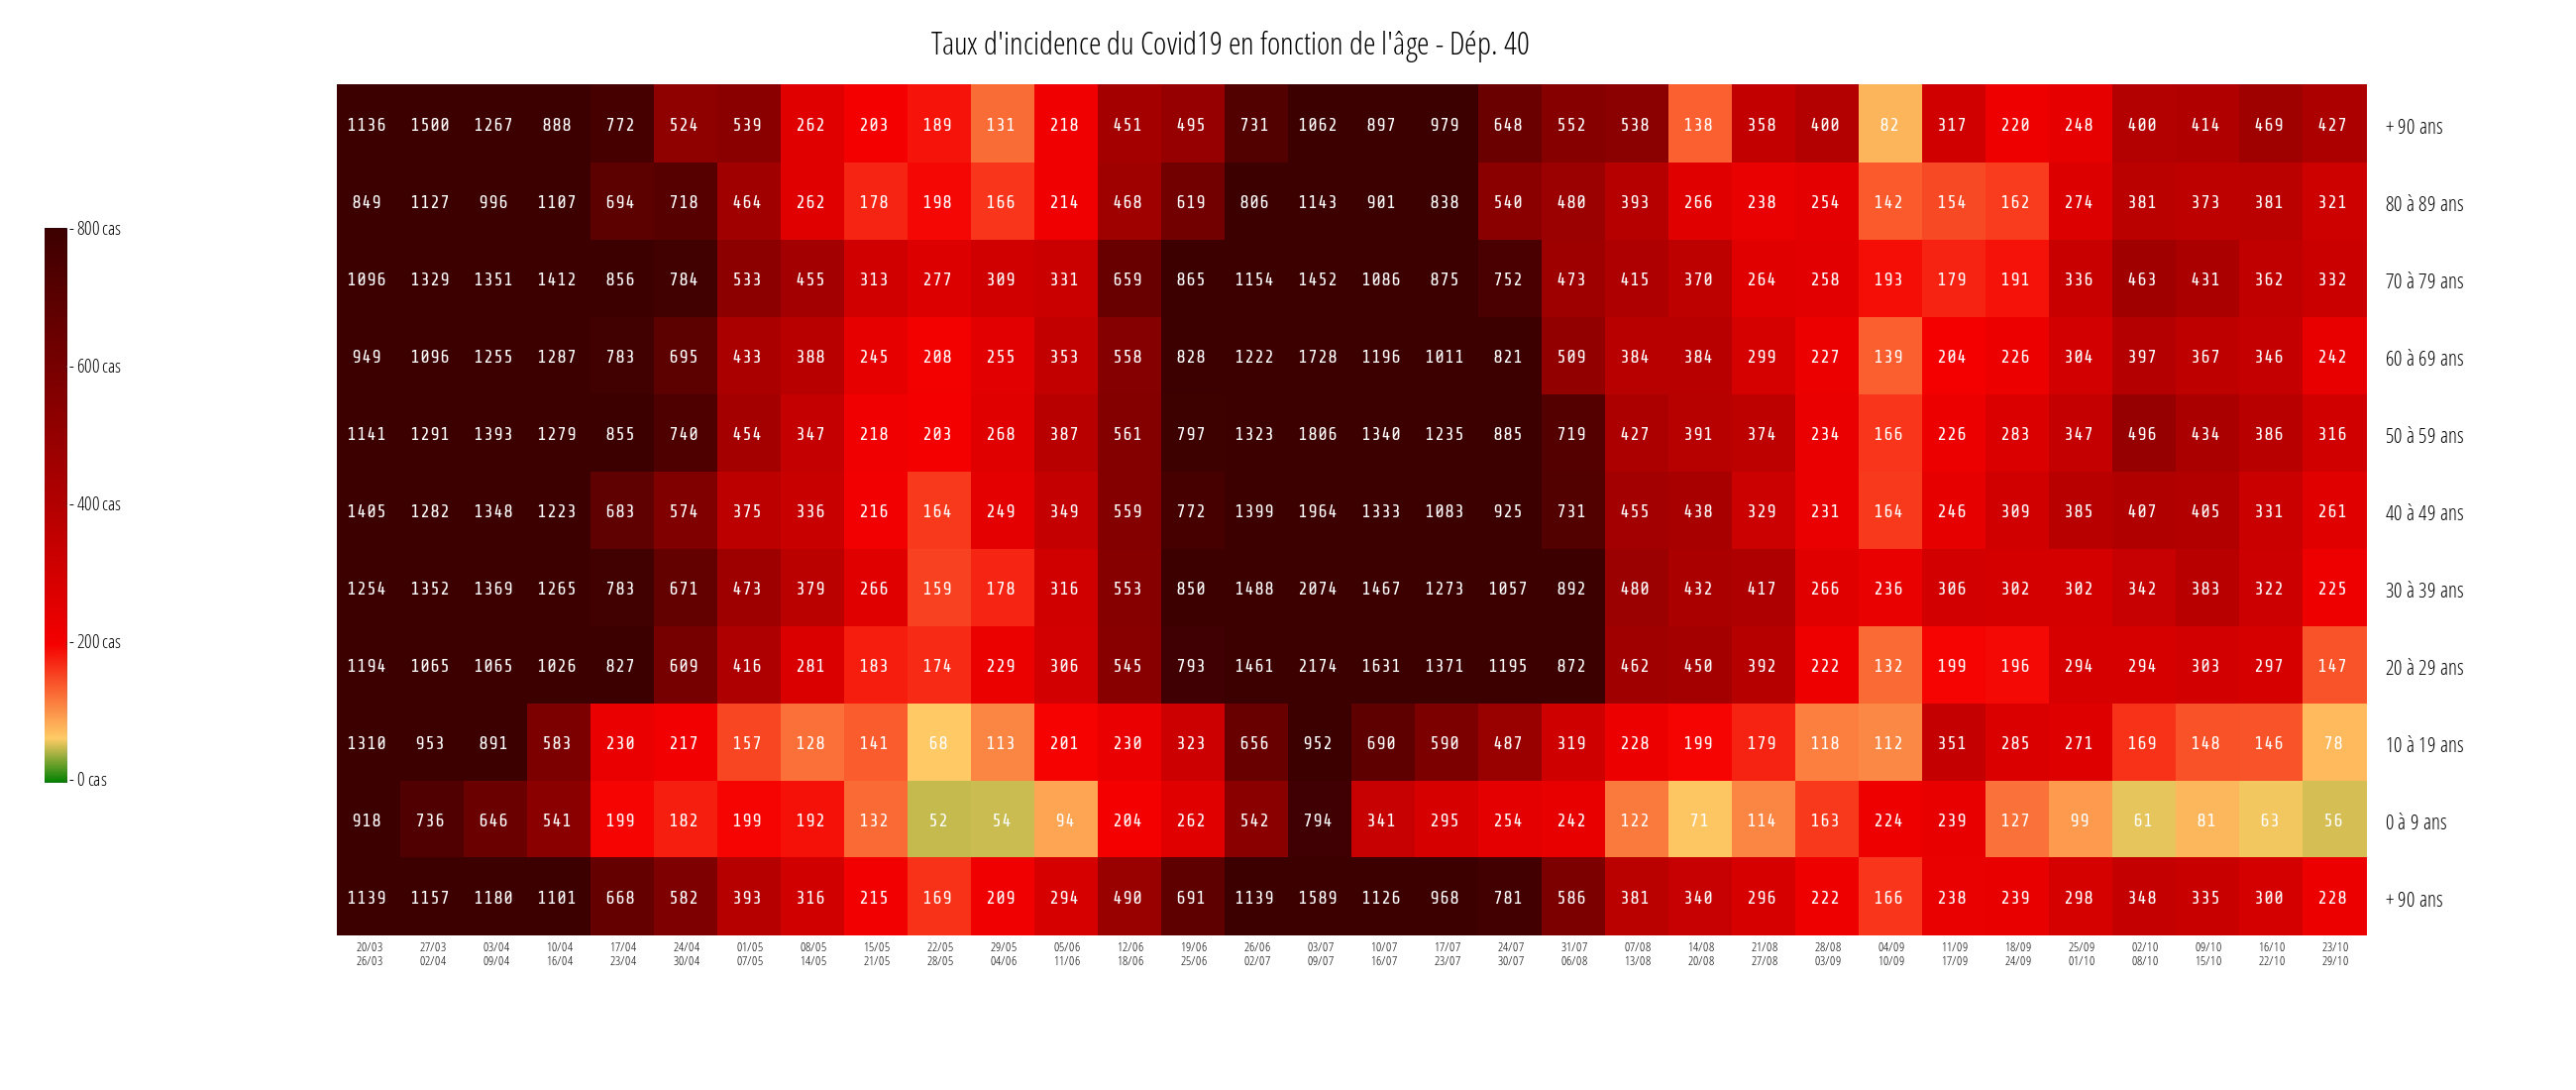 Taux d'incidence du Covid19 en fonction de l'âge - Dép. 40
1136 1500 1267 888 772 524 539 262 203 189 131 218 451 495 731 1062 897 979 648 552 538 138 358 400 82 317 220 248 400 414 469 427 + 90 ans
849 1127 996 1107 694 718 464 262 178 198 166 214 468 619 806 1143 901 838 540 480 393 266 238 254 142 154 162 274 381 373 381 321 80 à 89 ans
- 800 cas
1096 1329 1351 1412 856 784 533 455 313 277 309 331 659 865 1154 1452 1086 875 752 473 415 370 264 258 193 179 191 336 463 431 362 332 70 à 79 ans
949 1096 1255 1287 783 695 433 388 245 208 255 353 558 828 1222 1728 1196 1011 821 509 384 384 299 227 139 204 226 304 397 367 346 242 60 à 69 ans
- 600 cas
1141 1291 1393 1279 855 740 454 347 218 203 268 387 561 797 1323 1806 1340 1235 885 719 427 391 374 234 166 226 283 347 496 434 386 316 50 à 59 ans
- 400 cas
1405 1282 1348 1223 683 574 375 336 216 164 249 349 559 772 1399 1964 1333 1083 925 731 455 438 329 231 164 246 309 385 407 405 331 261 40 à 49 ans
1254 1352 1369 1265 783 671 473 379 266 159 178 316 553 850 1488 2074 1467 1273 1057 892 480 432 417 266 236 306 302 302 342 383 322 225 30 à 39 ans
- 200 cas
1194 1065 1065 1026 827 609 416 281 183 174 229 306 545 793 1461 2174 1631 1371 1195 872 462 450 392 222 132 199 196 294 294 303 297 147 20 à 29 ans
1310 953 891 583 230 217 157 128 141 68 113 201 230 323 656 952 690 590 487 319 228 199 179 118 112 351 285 271 169 148 146 78 10 à 19 ans
- 0 cas
918 736 646 541 199 182 199 192 132 52 54 94 204 262 542 794 341 295 254 242 122 71 114 163 224 239 127 99 61 81 63 56 0 à 9 ans
1139 1157 1180 1101 668 582 393 316 215 169 209 294 490 691 1139 1589 1126 968 781 586 381 340 296 222 166 238 239 298 348 335 300 228 + 90 ans
20/03 27/03 03/04 10/04 17/04 24/04 01/05 08/05 15/05 22/05 29/05 05/06 12/06 19/06 26/06 03/07 10/07 17/07 24/07 31/07 07/08 14/08 21/08 28/08 04/09 11/09 18/09 25/09 02/10 09/10 16/10 23/10
26/03 02/04 09/04 16/04 23/04 30/04 07/05 14/05 21/05 28/05 04/06 11/06 18/06 25/06 02/07 09/07 16/07 23/07 30/07 06/08 13/08 20/08 27/08 03/09 10/09 17/09 24/09 01/10 08/10 15/10 22/10 29/10